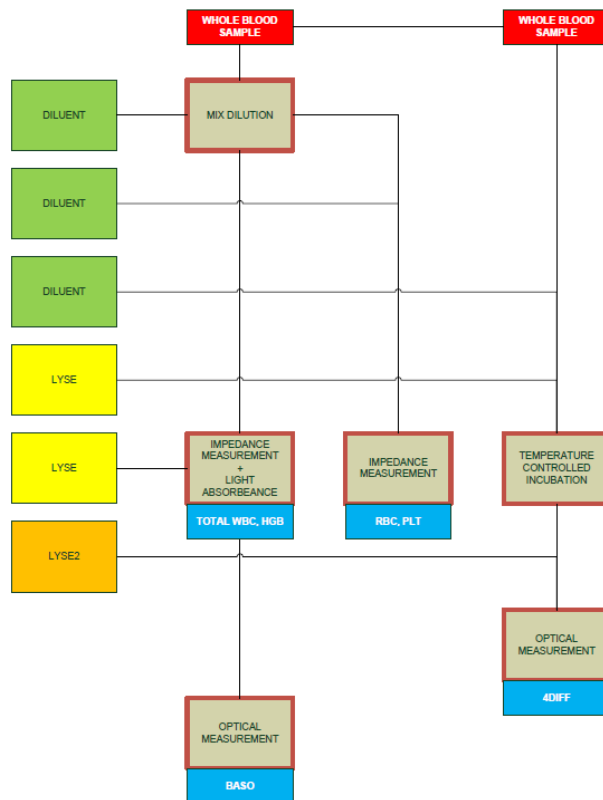 WHOLE BLOOD
SAMPLE
WHOLE BLOOD
SAMPLE
DILUENT
MIX DILUTION
DILUENT
DILUENT
LYSE
LYSE
IMPEDANCE
MEASUREMENT
+
LIGHT
ABSORBEANCE
IMPEDANCE
MEASUREMENT
TEMPERATURE
CONTROLLED
INCUBATION
TOTAL WBC, HGB
RBC, PLT
LYSE2
OPTICAL
MEASUREMENT
4DIFF
OPTICAL
MEASUREMENT
BASO